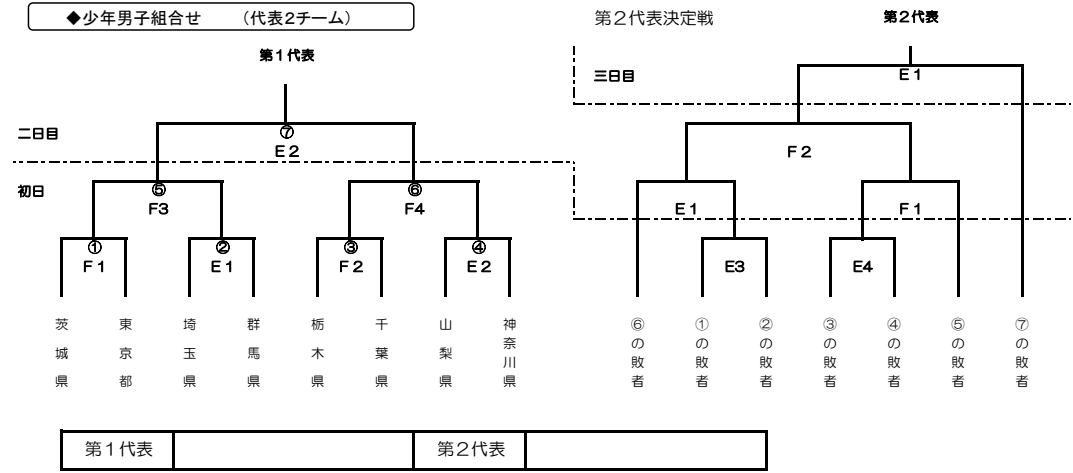 ◆少年男子組合せ　（代表2チーム）
第１代表
二日目
⑦
Ｅ２
初日
⑤
F3
⑥
F4
①
Ｆ１
②
Ｅ１
③
Ｆ２
④
Ｅ２
茨城県
東京都
埼玉県
群馬県
栃木県
千葉県
山梨県
神奈川県
第２代表決定戦
第２代表
三日目
Ｅ１
Ｆ２
Ｅ１
Ｆ１
E3
E4
⑥の敗者
①の敗者
②の敗者
③の敗者
④の敗者
⑤の敗者
⑦の敗者
第１代表
第２代表